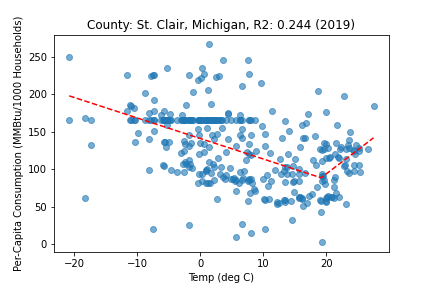 County: St. Clair, Michigan, R2: 0.244 (2019)
Per-Capita Consumption (MMBtu/1000 Households)
250
200
150
100
50
0
−20 −10 0 10 20
Temp (deg C)